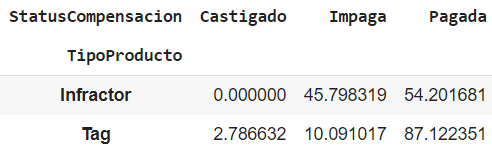 StatusCompensacion Castigado Impaga Pagada
TipoProducto
Infractor 0.000000 45.798319 54.201681
Tag 2.786632 10.091017 87.122351